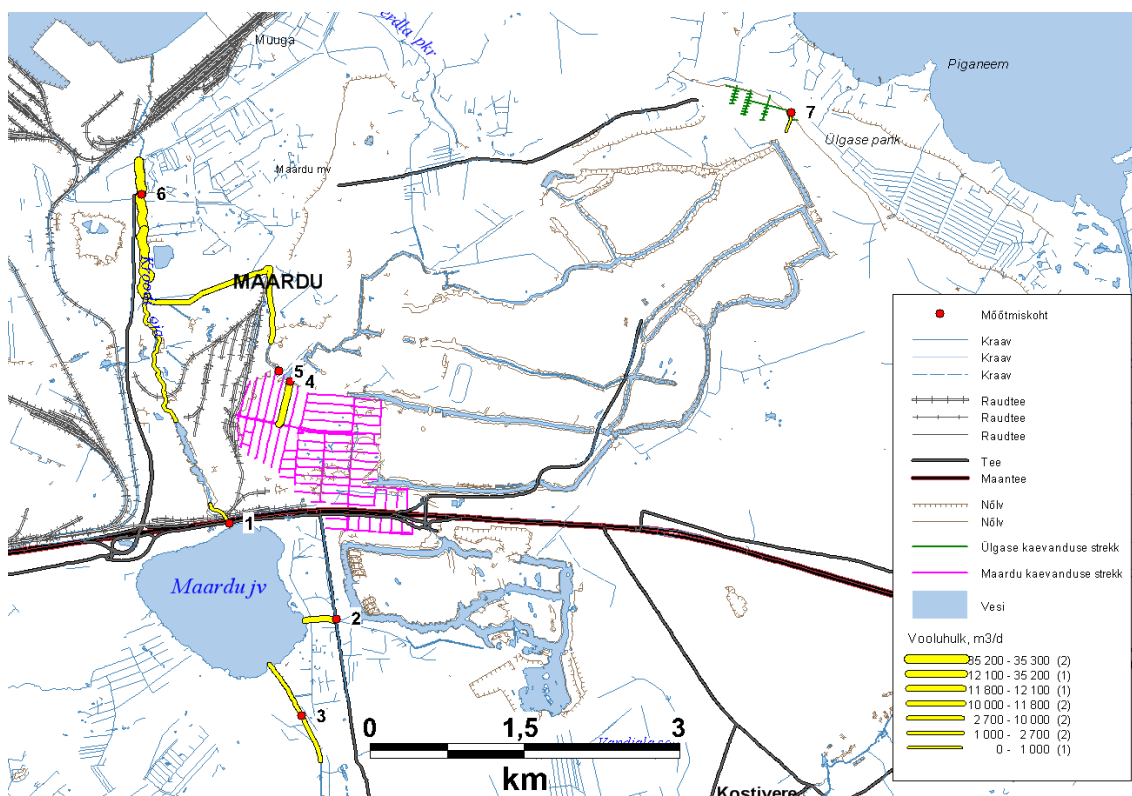 Muuga
erdla pkr
Piganeem
7
Ülgase pank
Maardu mv
6
MAARDU
Kroodi oja
5
4
1
Maardu jv
2
3
0 1,5 3
km
Kostivere
Mõõtmiskoht
Kraav
Kraav
Kraav
Raudtee
Raudtee
Raudtee
Tee
Maantee
Nõlv
Nõlv
Ülgase kaevanduse strekk
Maardu kaevanduse strekk
Vesi
Vooluhulk, m3/d
35 200 - 35 300 (2)
12 100 - 35 200 (1)
11 800 - 12 100 (1)
10 000 - 11 800 (2)
2 700 - 10 000 (2)
1 000 - 2 700 (2)
0 - 1 000 (1)